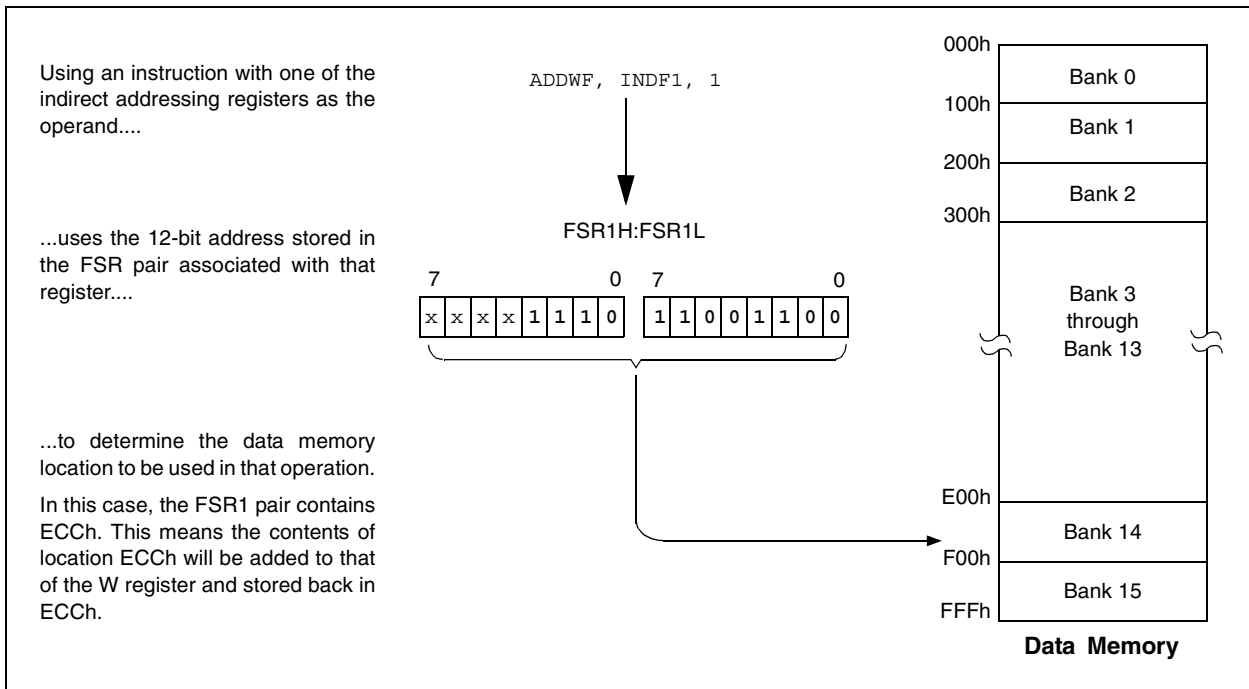 Using an instruction with one of the
indirect addressing registers as the
operand....
ADDWF, INDF1, 1
...uses the 12-bit address stored in
the FSR pair associated with that
register....
FSR1H:FSR1L
7 0 7 0
x x x x 1 1 1 0 1 1 0 0 1 1 0 0
...to determine the data memory
location to be used in that operation.
In this case, the FSR1 pair contains
ECCh. This means the contents of
location ECCh will be added to that
of the W register and stored back in
ECCh.
000h
Bank 0
100h
Bank 1
200h
Bank 2
300h
Bank 3
through
Bank 13
E00h
Bank 14
F00h
Bank 15
FFFh
Data Memory